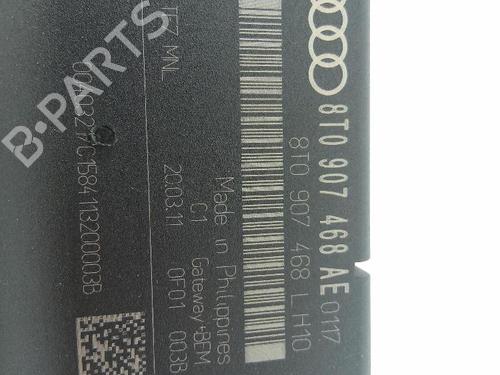 8T0 907 468 AE 0117
8T0 907 468 L H10
Made in Philippines Gateway+BEM
C1
20.03.11 0F01 003B
MNL
B-PARTS